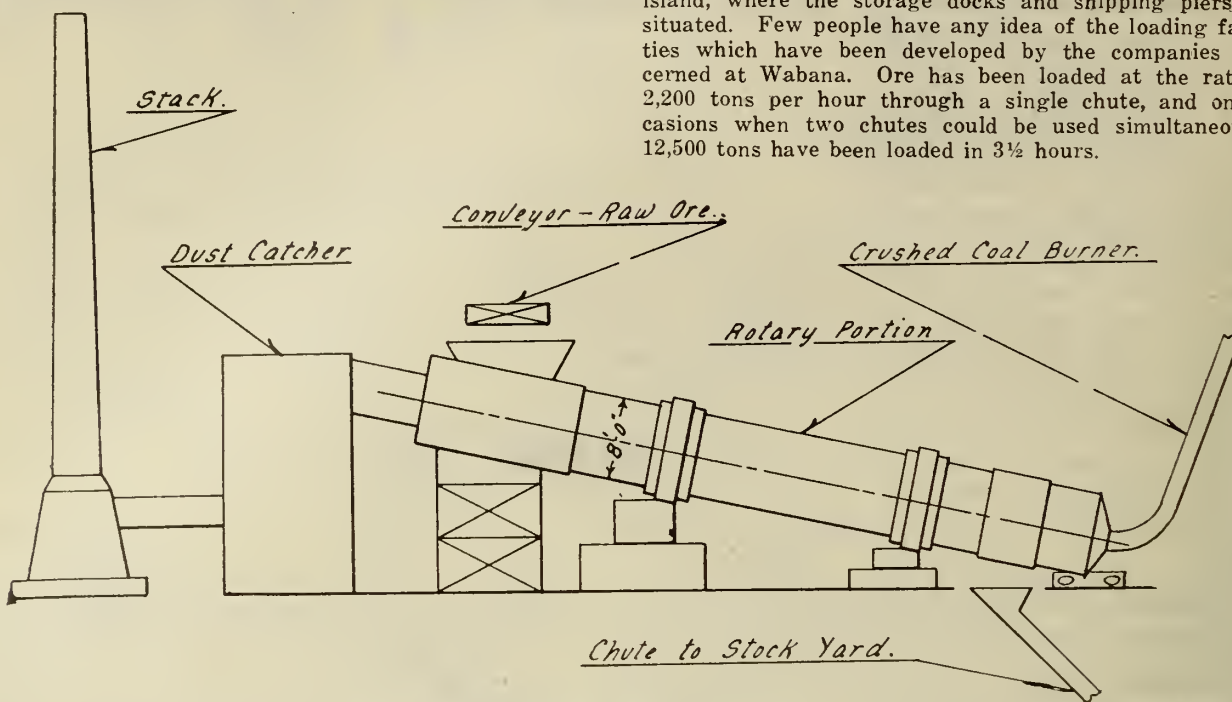 island, where the storage docks and shipping piers
situated. Few people have any idea of the loading fa
ties which have been developed by the companies
cerned at Wabana. Ore has been loaded at the rat
2,200 tons per hour through a single chute, and on
casions when two chutes could be used simultaneo
12,500 tons have been loaded in 3½ hours.
Stack.
Conveyor - Raw Ore.
Dust Catcher
Crushed Coal Burner.
Rotary Portion
8'0"
Chute to Stock Yard.